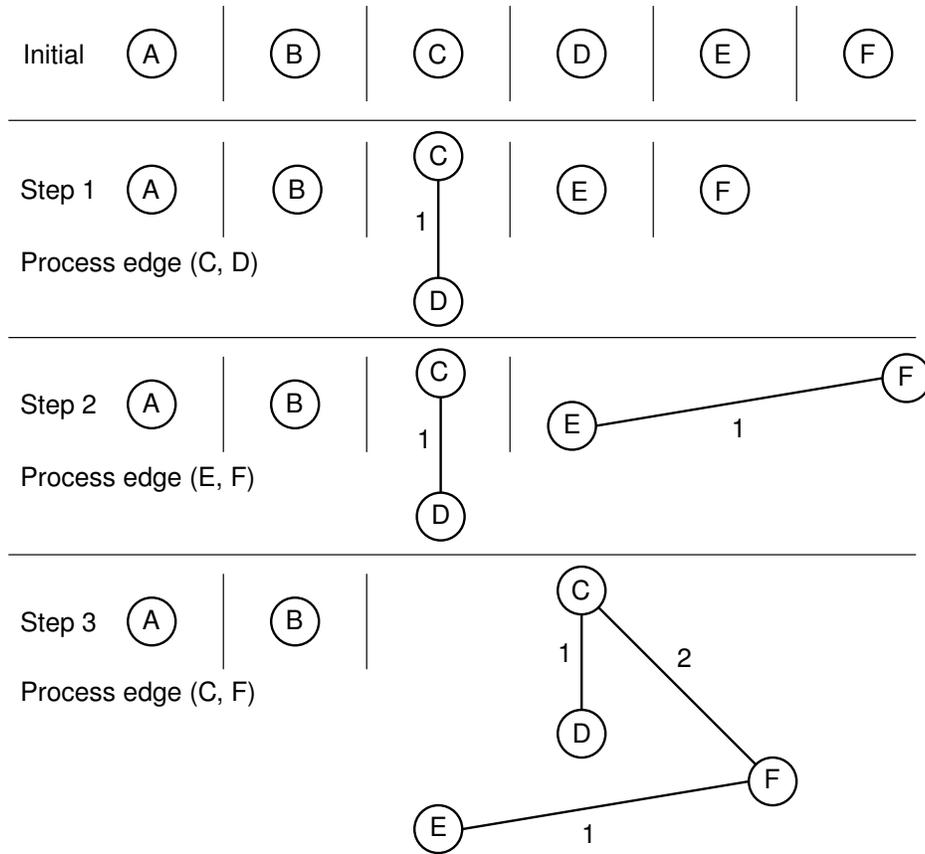 Initial A B C D E F
C
Step 1 A B E F
1
Process edge (C, D)
D
C F
Step 2 A B E
1 1
Process edge (E, F)
D
C
Step 3 A B
1 2
Process edge (C, F)
D
F
E
1